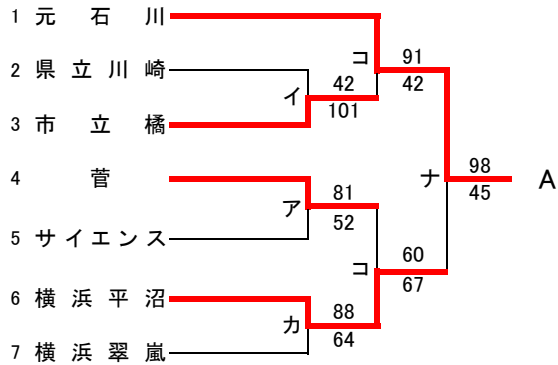 1 元石川
コ 91
42
2 県立川崎
イ 42
101
3 市立橘
4 菅
ナ 98
45
A
ア 81
52
5 サイエンス
コ 60
67
6 横浜平沼
カ 88
64
7 横浜翠嵐